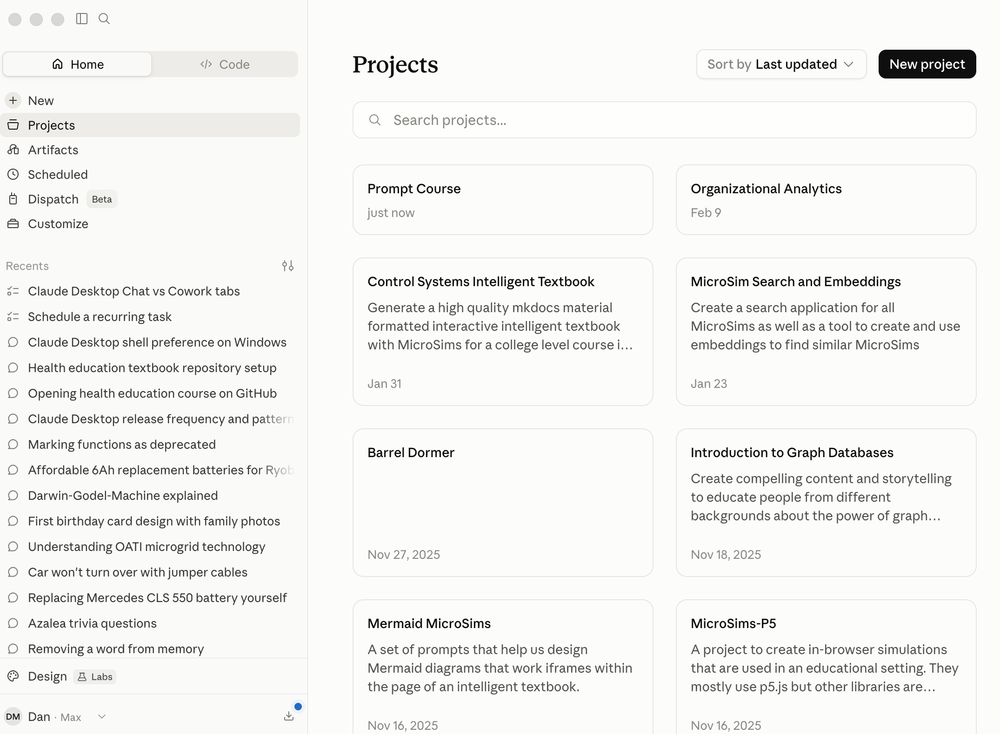 Home
Code
New
Projects
Artifacts
Scheduled
Dispatch Beta
Customize
Recents
Claude Desktop Chat vs Cowork tabs
Schedule a recurring task
Claude Desktop shell preference on Windows
Health education textbook repository setup
Opening health education course on GitHub
Claude Desktop release frequency and pattern
Marking functions as deprecated
Affordable 6Ah replacement batteries for Ryob
Darwin-Godel-Machine explained
First birthday card design with family photos
Understanding OATI microgrid technology
Car won't turn over with jumper cables
Replacing Mercedes CLS 550 battery yourself
Azalea trivia questions
Removing a word from memory
Design Labs
DM Dan · Max
Projects
Sort by Last updated
New project
Search projects...
Prompt Course
just now
Organizational Analytics
Feb 9
Control Systems Intelligent Textbook
Generate a high quality mkdocs material
formatted interactive intelligent textbook
with MicroSims for a college level course i…
Jan 31
MicroSim Search and Embeddings
Create a search application for all
MicroSims as well as a tool to create and use
embeddings to find similar MicroSims
Jan 23
Barrel Dormer
Nov 27, 2025
Introduction to Graph Databases
Create compelling content and storytelling
to educate people from different
backgrounds about the power of graph…
Nov 18, 2025
Mermaid MicroSims
A set of prompts that help us design
Mermaid diagrams that work iframes within
the page of an intelligent textbook.
Nov 16, 2025
MicroSims-P5
A project to create in-browser simulations
that are used in an educational setting. They
mostly use p5.js but other libraries are…
Nov 16, 2025